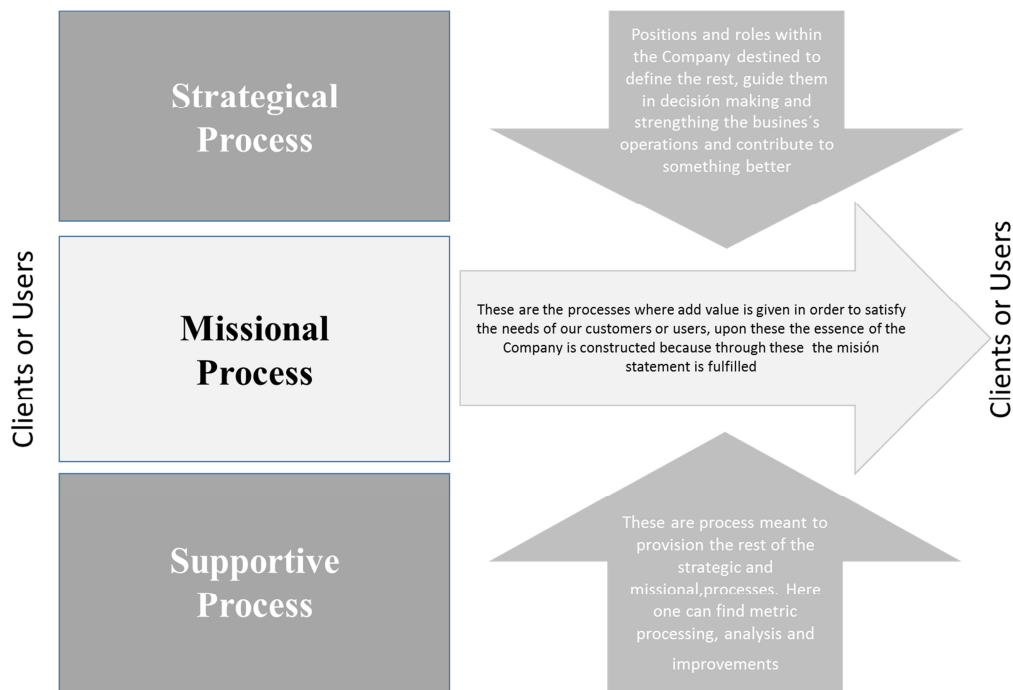 Clients or Users
Strategical
Process
Positions and roles within
the Company destined to
define the rest, guide them
in decisión making and
strengthing the busines´s
operations and contribute to
something better
Missional
Process
These are the processes where add value is given in order to satisfy
the needs of our customers or users, upon these the essence of the
Company is constructed because through these the misión
statement is fulfilled
Supportive
Process
These are process meant to
provision the rest of the
strategic and
missional,processes. Here
one can find metric
processing, analysis and
improvements
Clients or Users